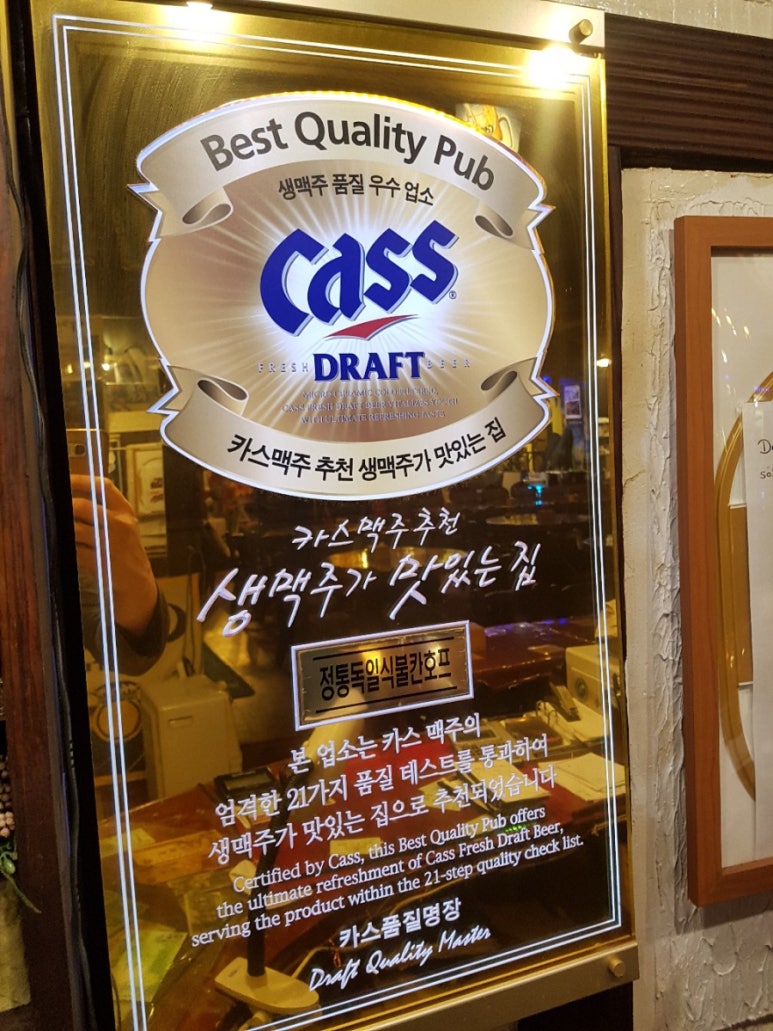 Best Quality Pub
생맥주 품질 우수 업소
Cass®
FRESH DRAFT BEER
카스맥주 추천 생맥주가 맛있는 집
카스맥주추천
생맥주가 맛있는 집
정통독일식불칸호프
본 업소는 카스 맥주의
엄격한 21가지 품질 테스트를 통과하여
생맥주가 맛있는 집으로 추천되었습니다
Certified by Cass, this Best Quality Pub offers
the ultimate refreshment of Cass Fresh Draft Beer,
serving the product within the 21-step quality check list.
카스품질명장
Draft Quality Master